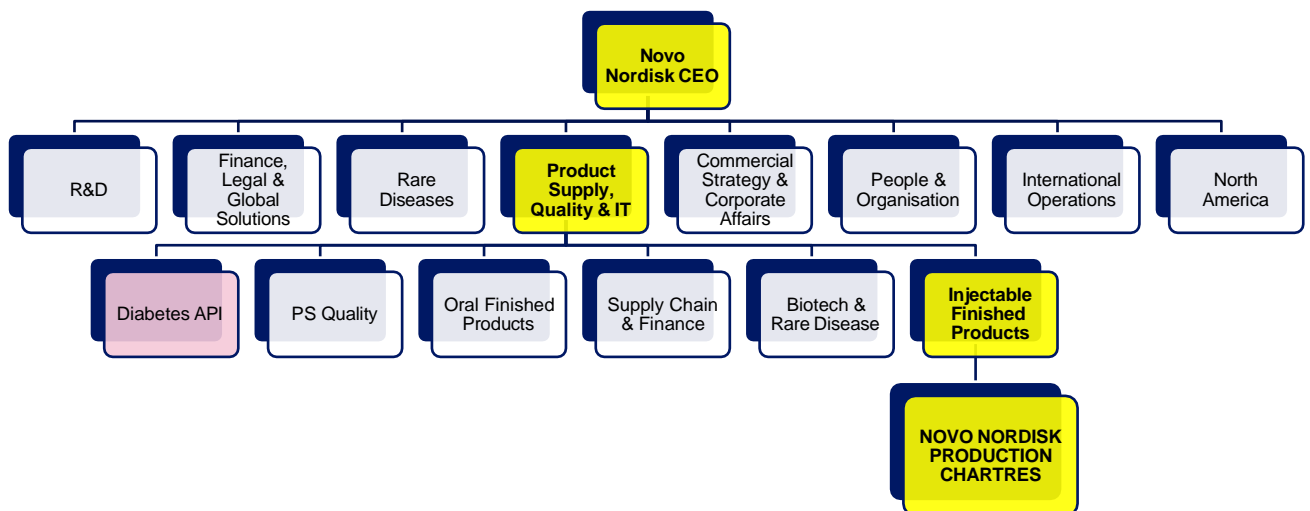 Novo
Nordisk CEO
R&D
Finance,
Legal &
Global
Solutions
Rare
Diseases
Product
Supply,
Quality & IT
Commercial
Strategy &
Corporate
Affairs
People &
Organisation
International
Operations
North
America
Diabetes API
PS Quality
Oral Finished
Products
Supply Chain
& Finance
Biotech &
Rare Disease
Injectable
Finished
Products
NOVO NORDISK
PRODUCTION
CHARTRES